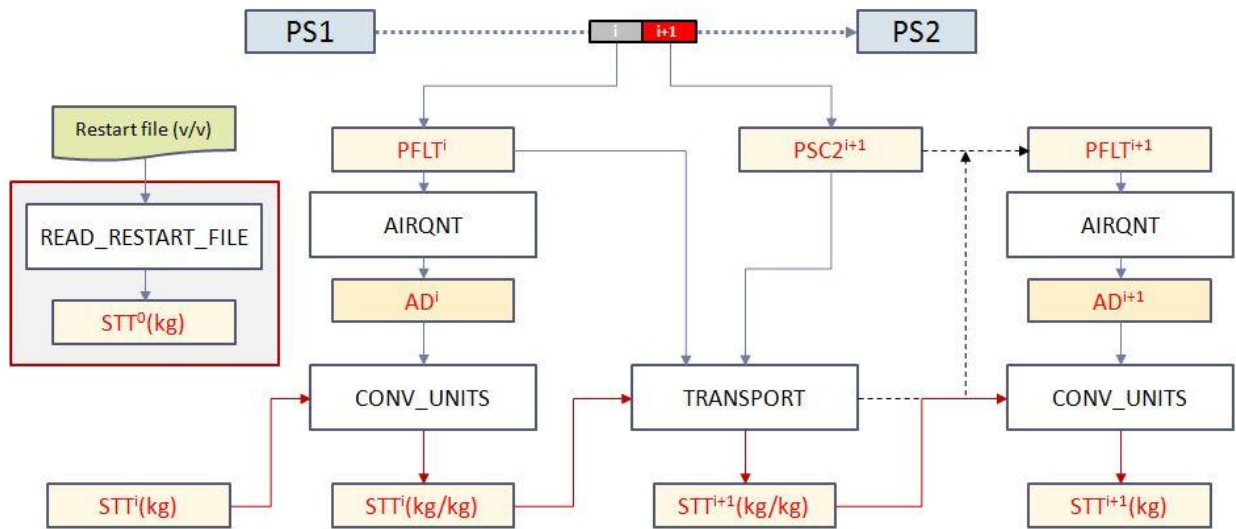 PS1
i
i+1
PS2
Restart file (v/v)
PFLTⁱ
PSC2ⁱ⁺¹
PFLTⁱ⁺¹
READ_RESTART_FILE
AIRQNT
AIRQNT
STT⁰(kg)
ADⁱ
ADⁱ⁺¹
CONV_UNITS
TRANSPORT
CONV_UNITS
STTⁱ(kg)
STTⁱ(kg/kg)
STTⁱ⁺¹(kg/kg)
STTⁱ⁺¹(kg)